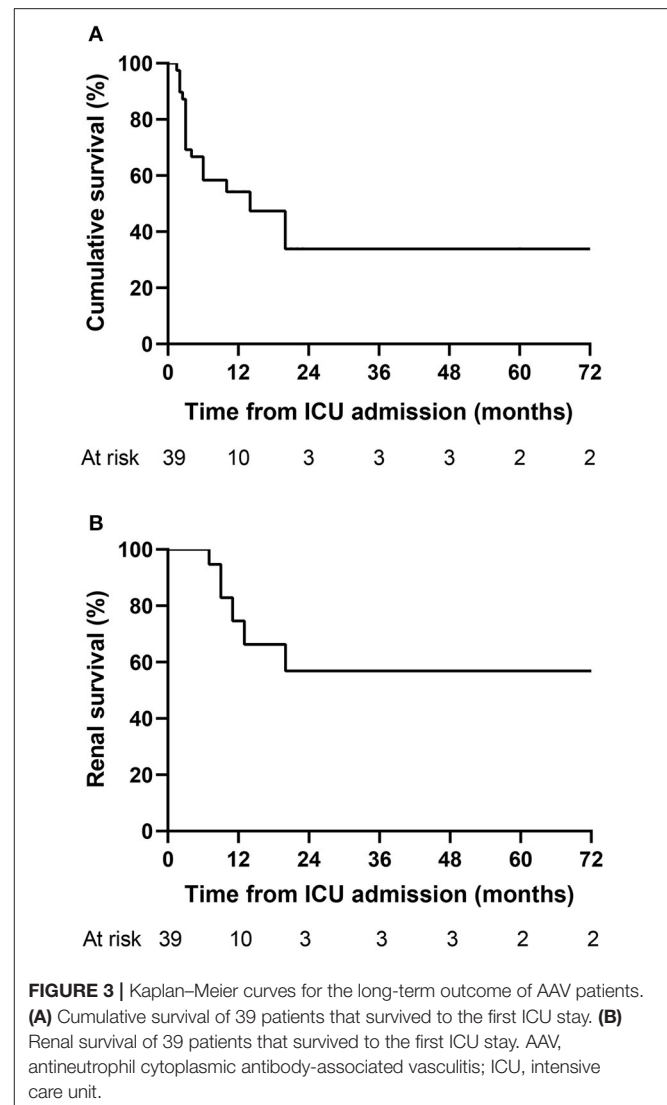 A
100
80
60
40
20
0
Cumulative survival (%)
0 12 24 36 48 60 72
Time from ICU admission (months)
At risk 39 10 3 3 3 2 2
B
100
80
60
40
20
0
Renal survival (%)
0 12 24 36 48 60 72
Time from ICU admission (months)
At risk 39 10 3 3 3 2 2
FIGURE 3 | Kaplan–Meier curves for the long-term outcome of AAV patients.
(A) Cumulative survival of 39 patients that survived to the first ICU stay. (B)
Renal survival of 39 patients that survived to the first ICU stay. AAV,
antineutrophil cytoplasmic antibody-associated vasculitis; ICU, intensive
care unit.